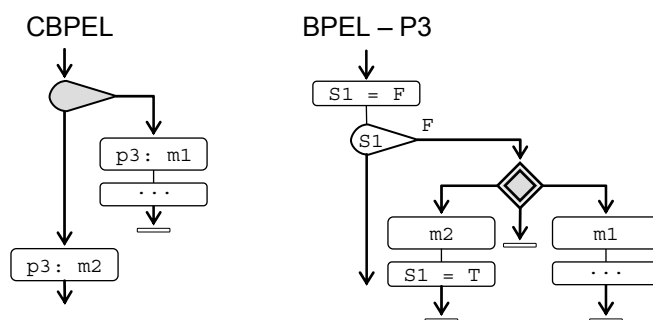 CBPEL
p3: m1
...
p3: m2
BPEL – P3
S1 = F
S1
F
m2
S1 = T
m1
...